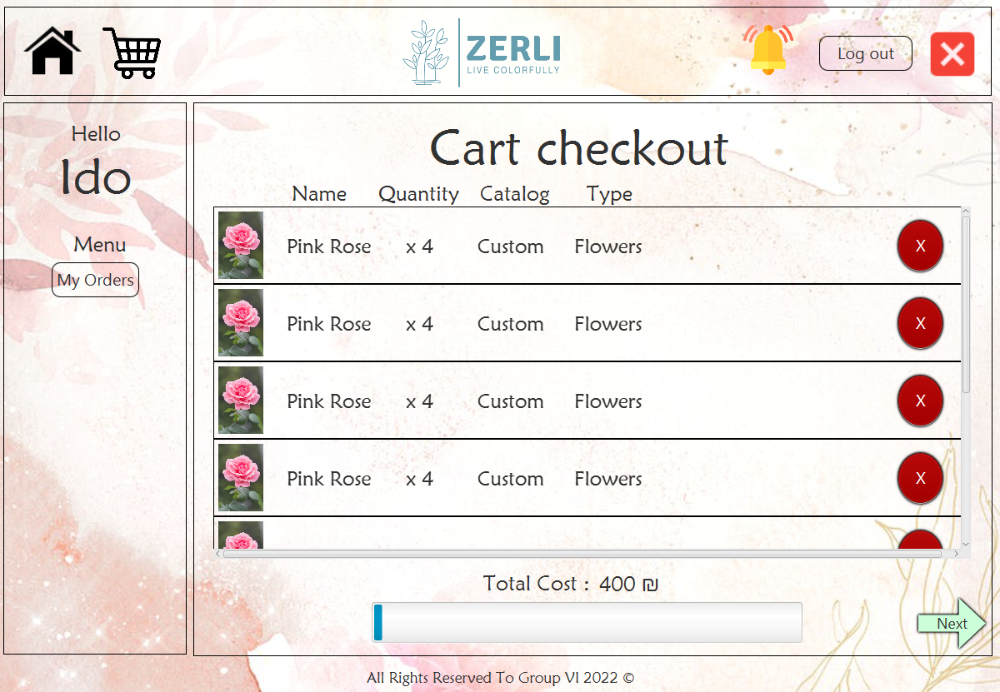 ZERLI
LIVE COLORFULLY
Log out
Hello
Ido
Menu
My Orders
Cart checkout
Name Quantity Catalog Type
Pink Rose x 4 Custom Flowers X
Pink Rose x 4 Custom Flowers X
Pink Rose x 4 Custom Flowers X
Pink Rose x 4 Custom Flowers X
Total Cost : 400 ₪
Next
All Rights Reserved To Group VI 2022 ©